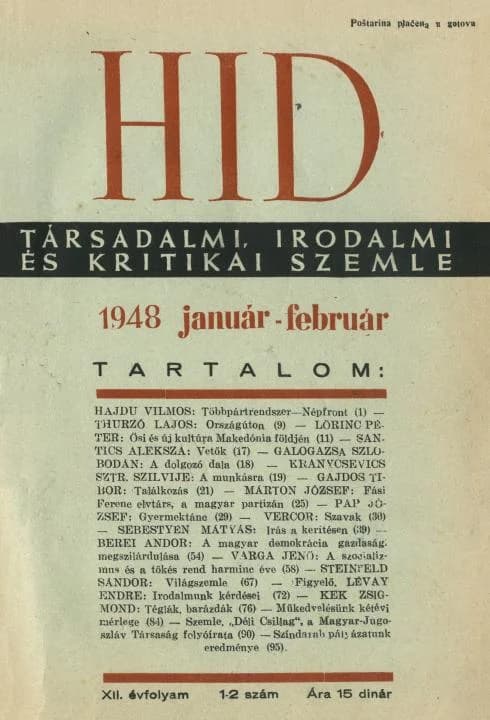 Poštarina plaćena u gotovu
HID
TÁRSADALMI, IRODALMI
ÉS KRITIKAI SZEMLE
1948 január-február
TARTALOM:
HAJDU VILMOS: Többpártrendszer—Népfront (1) —
THURZÓ LAJOS: Országúton (9) — LÖRINC PÉ-
TER: Ősi és új kultúra Makedónia földjén (11) — SÁN-
TICS ALEKSZA: Vetők (17) — GALOGAZSA SZLO-
BODÁN: A dolgozó dala (18) — KRANYCSEVICS
SZTR. SZILVIJE: A munkásra (19) — GAJDOS TI-
BOR: Találkozás (21) — MÁRTON JÓZSEF: Fási
Ferenc elvtárs, a magyar partizán (25) — PAP JÓ-
ZSEF: Gyermektáne (29) — VERCOR: Szavak (30)
— SEBESTYÉN MÁTYÁS: Irás a kerítésen (39) —
BEREI ANDOR: A magyar demokrácia gazdaság.
megszilárdulása (54) — VARGA JENŐ: A szocializ-
mus és a tőkés rend harminc éve (58) — STEINFELD
SÁNDOR: Világszemle (67) — Figyelő, LÉVAY
ENDRE: Irodalmunk kérdései (72) — KEK ZSIG-
MOND: Téglák, barázdák (76) — Működvelésünk kétévi
mérlege (84) — Szemle, „Déli Csillag“, a Magyar-Jugo-
szláv Társaság folyóirata (90) — Színdarab pályázatunk
eredménye (95).
XII. évfolyam 1-2 szám Ára 15 dinár